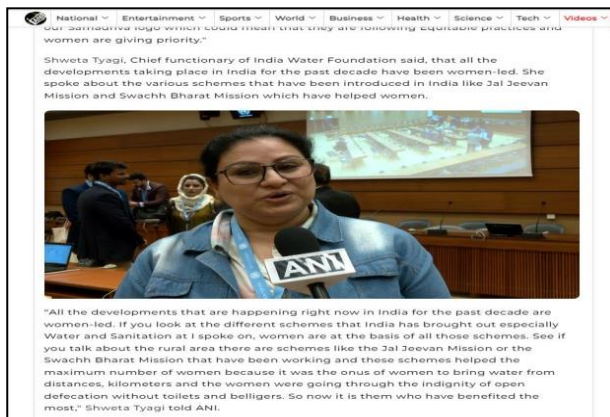 National Entertainment Sports World Business Health Science Tech Videos
our Samadhva logo which could mean that they are following Equitable practices and
women are giving priority."
Shweta Tyagi, Chief functionary of India Water Foundation said, that all the
developments taking place in India for the past decade have been women-led. She
spoke about the various schemes that have been introduced in India like Jal Jeevan
Mission and Swachh Bharat Mission which have helped women.
ANI
"All the developments that are happening right now in India for the past decade are
women-led. If you look at the different schemes that India has brought out especially
Water and Sanitation at I spoke on, women are at the basis of all those schemes. See if
you talk about the rural area there are schemes like the Jal Jeevan Mission or the
Swachh Bharat Mission that have been working and these schemes helped the
maximum number of women because it was the onus of women to bring water from
distances, kilometers and the women were going through the indignity of open
defecation without toilets and belligers. So now it is them who have benefited the
most," Shweta Tyagi told ANI.